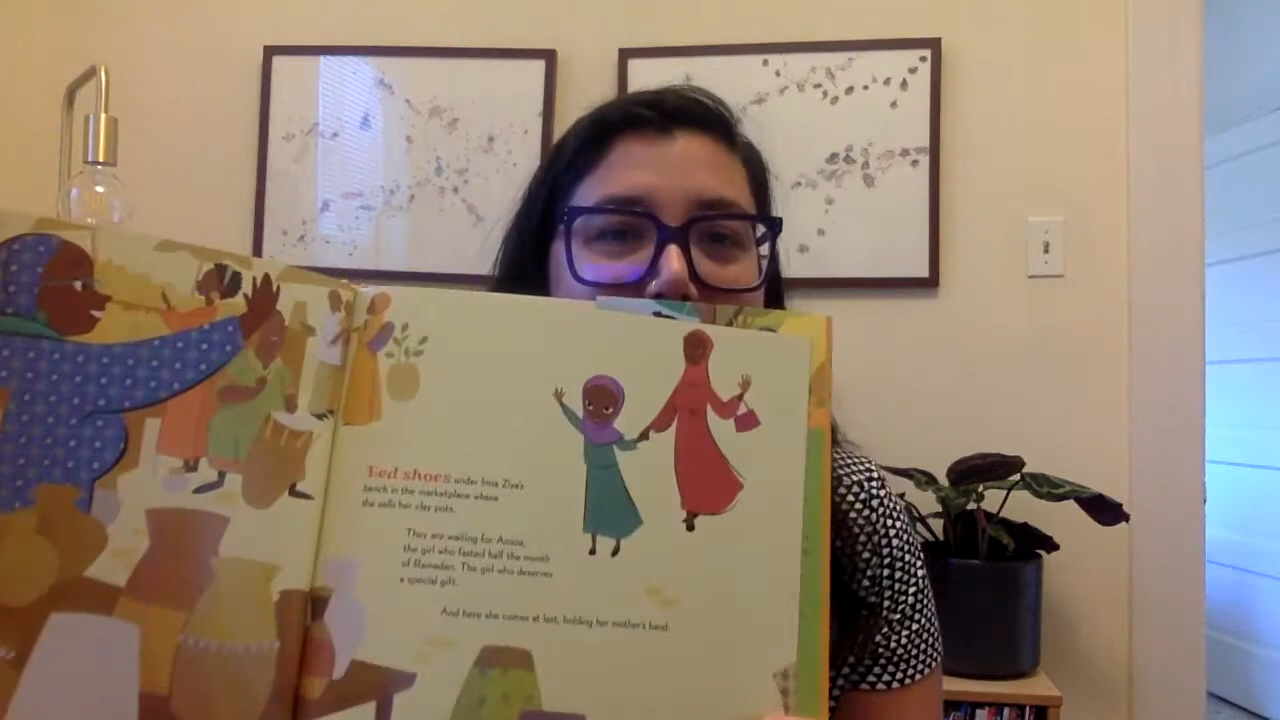 Red shoes under Inna Ziya's
bench in the marketplace where
she sells her clay pots.
They are waiting for Amina,
the girl who fasted half the month
of Ramadan. The girl who deserves
a special gift.
And here she comes at last, holding her mother's hand.